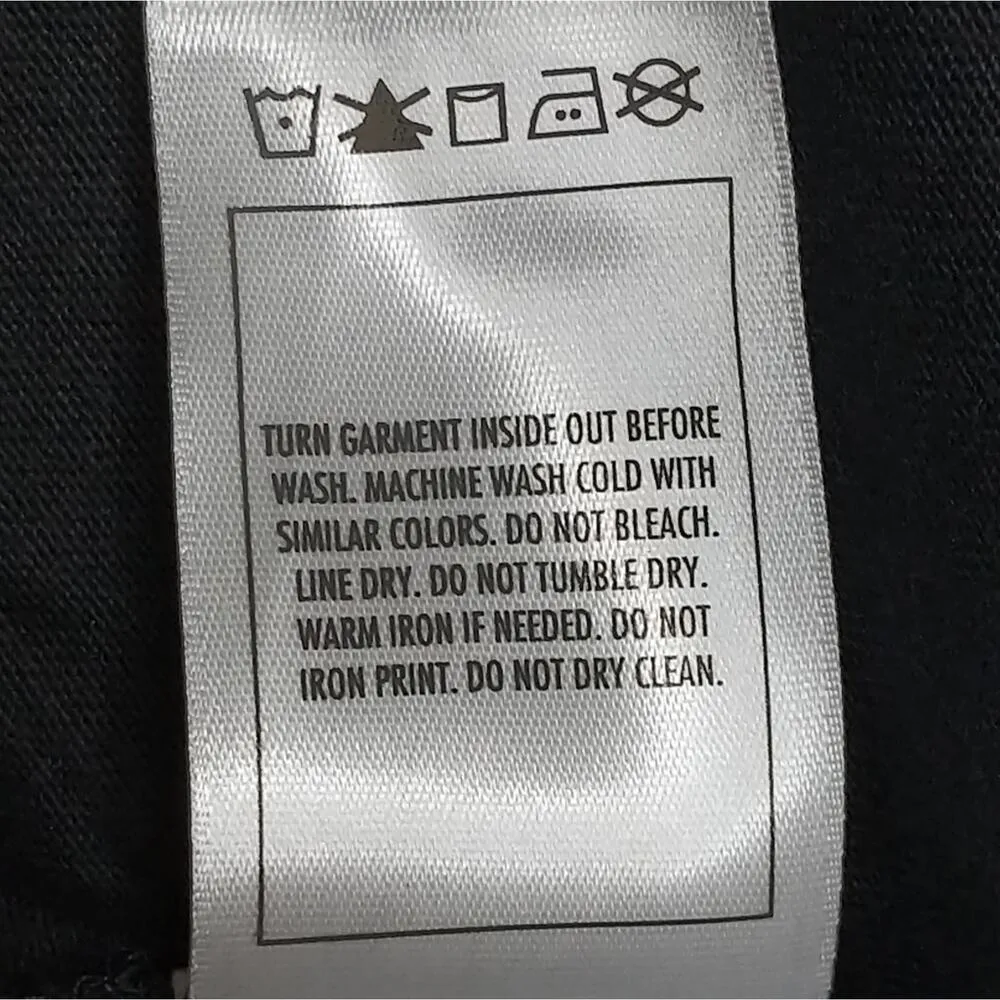 TURN GARMENT INSIDE OUT BEFORE
WASH. MACHINE WASH COLD WITH
SIMILAR COLORS. DO NOT BLEACH.
LINE DRY. DO NOT TUMBLE DRY.
WARM IRON IF NEEDED. DO NOT
IRON PRINT. DO NOT DRY CLEAN.